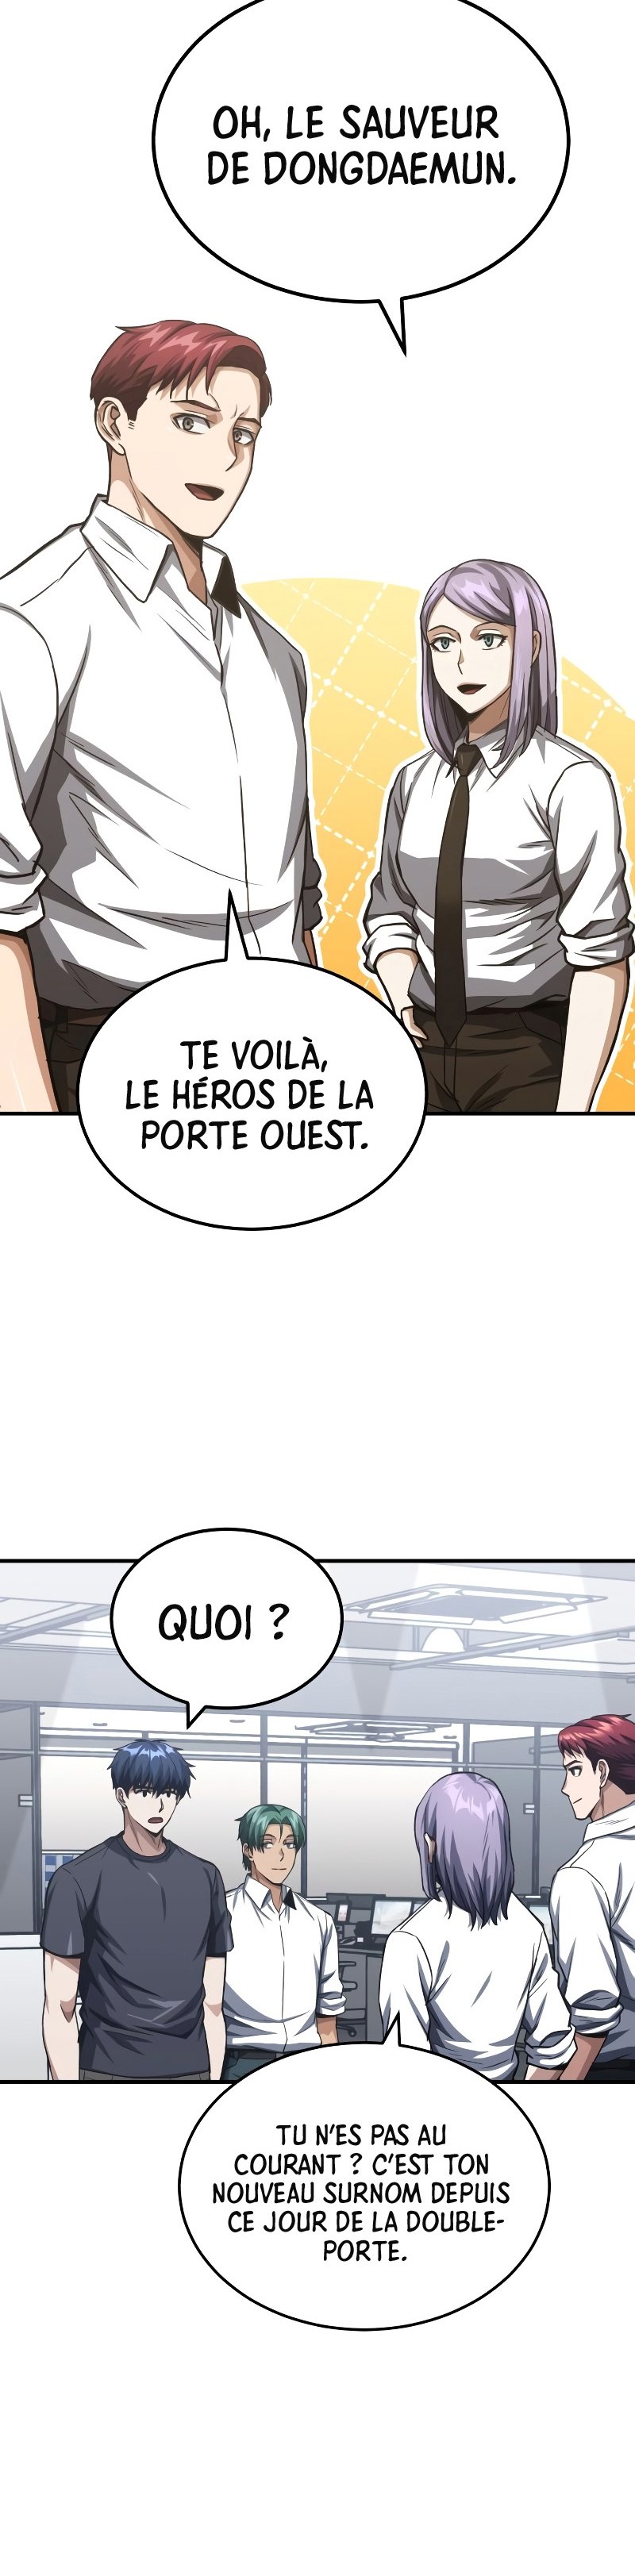 OH, LE SAUVEUR
DE DONGDAEMUN.
TE VOILÀ,
LE HÉROS DE LA
PORTE OUEST.
QUOI ?
TU N'ES PAS AU
COURANT ? C'EST TON
NOUVEAU SURNOM DEPUIS
CE JOUR DE LA DOUBLE-
PORTE.